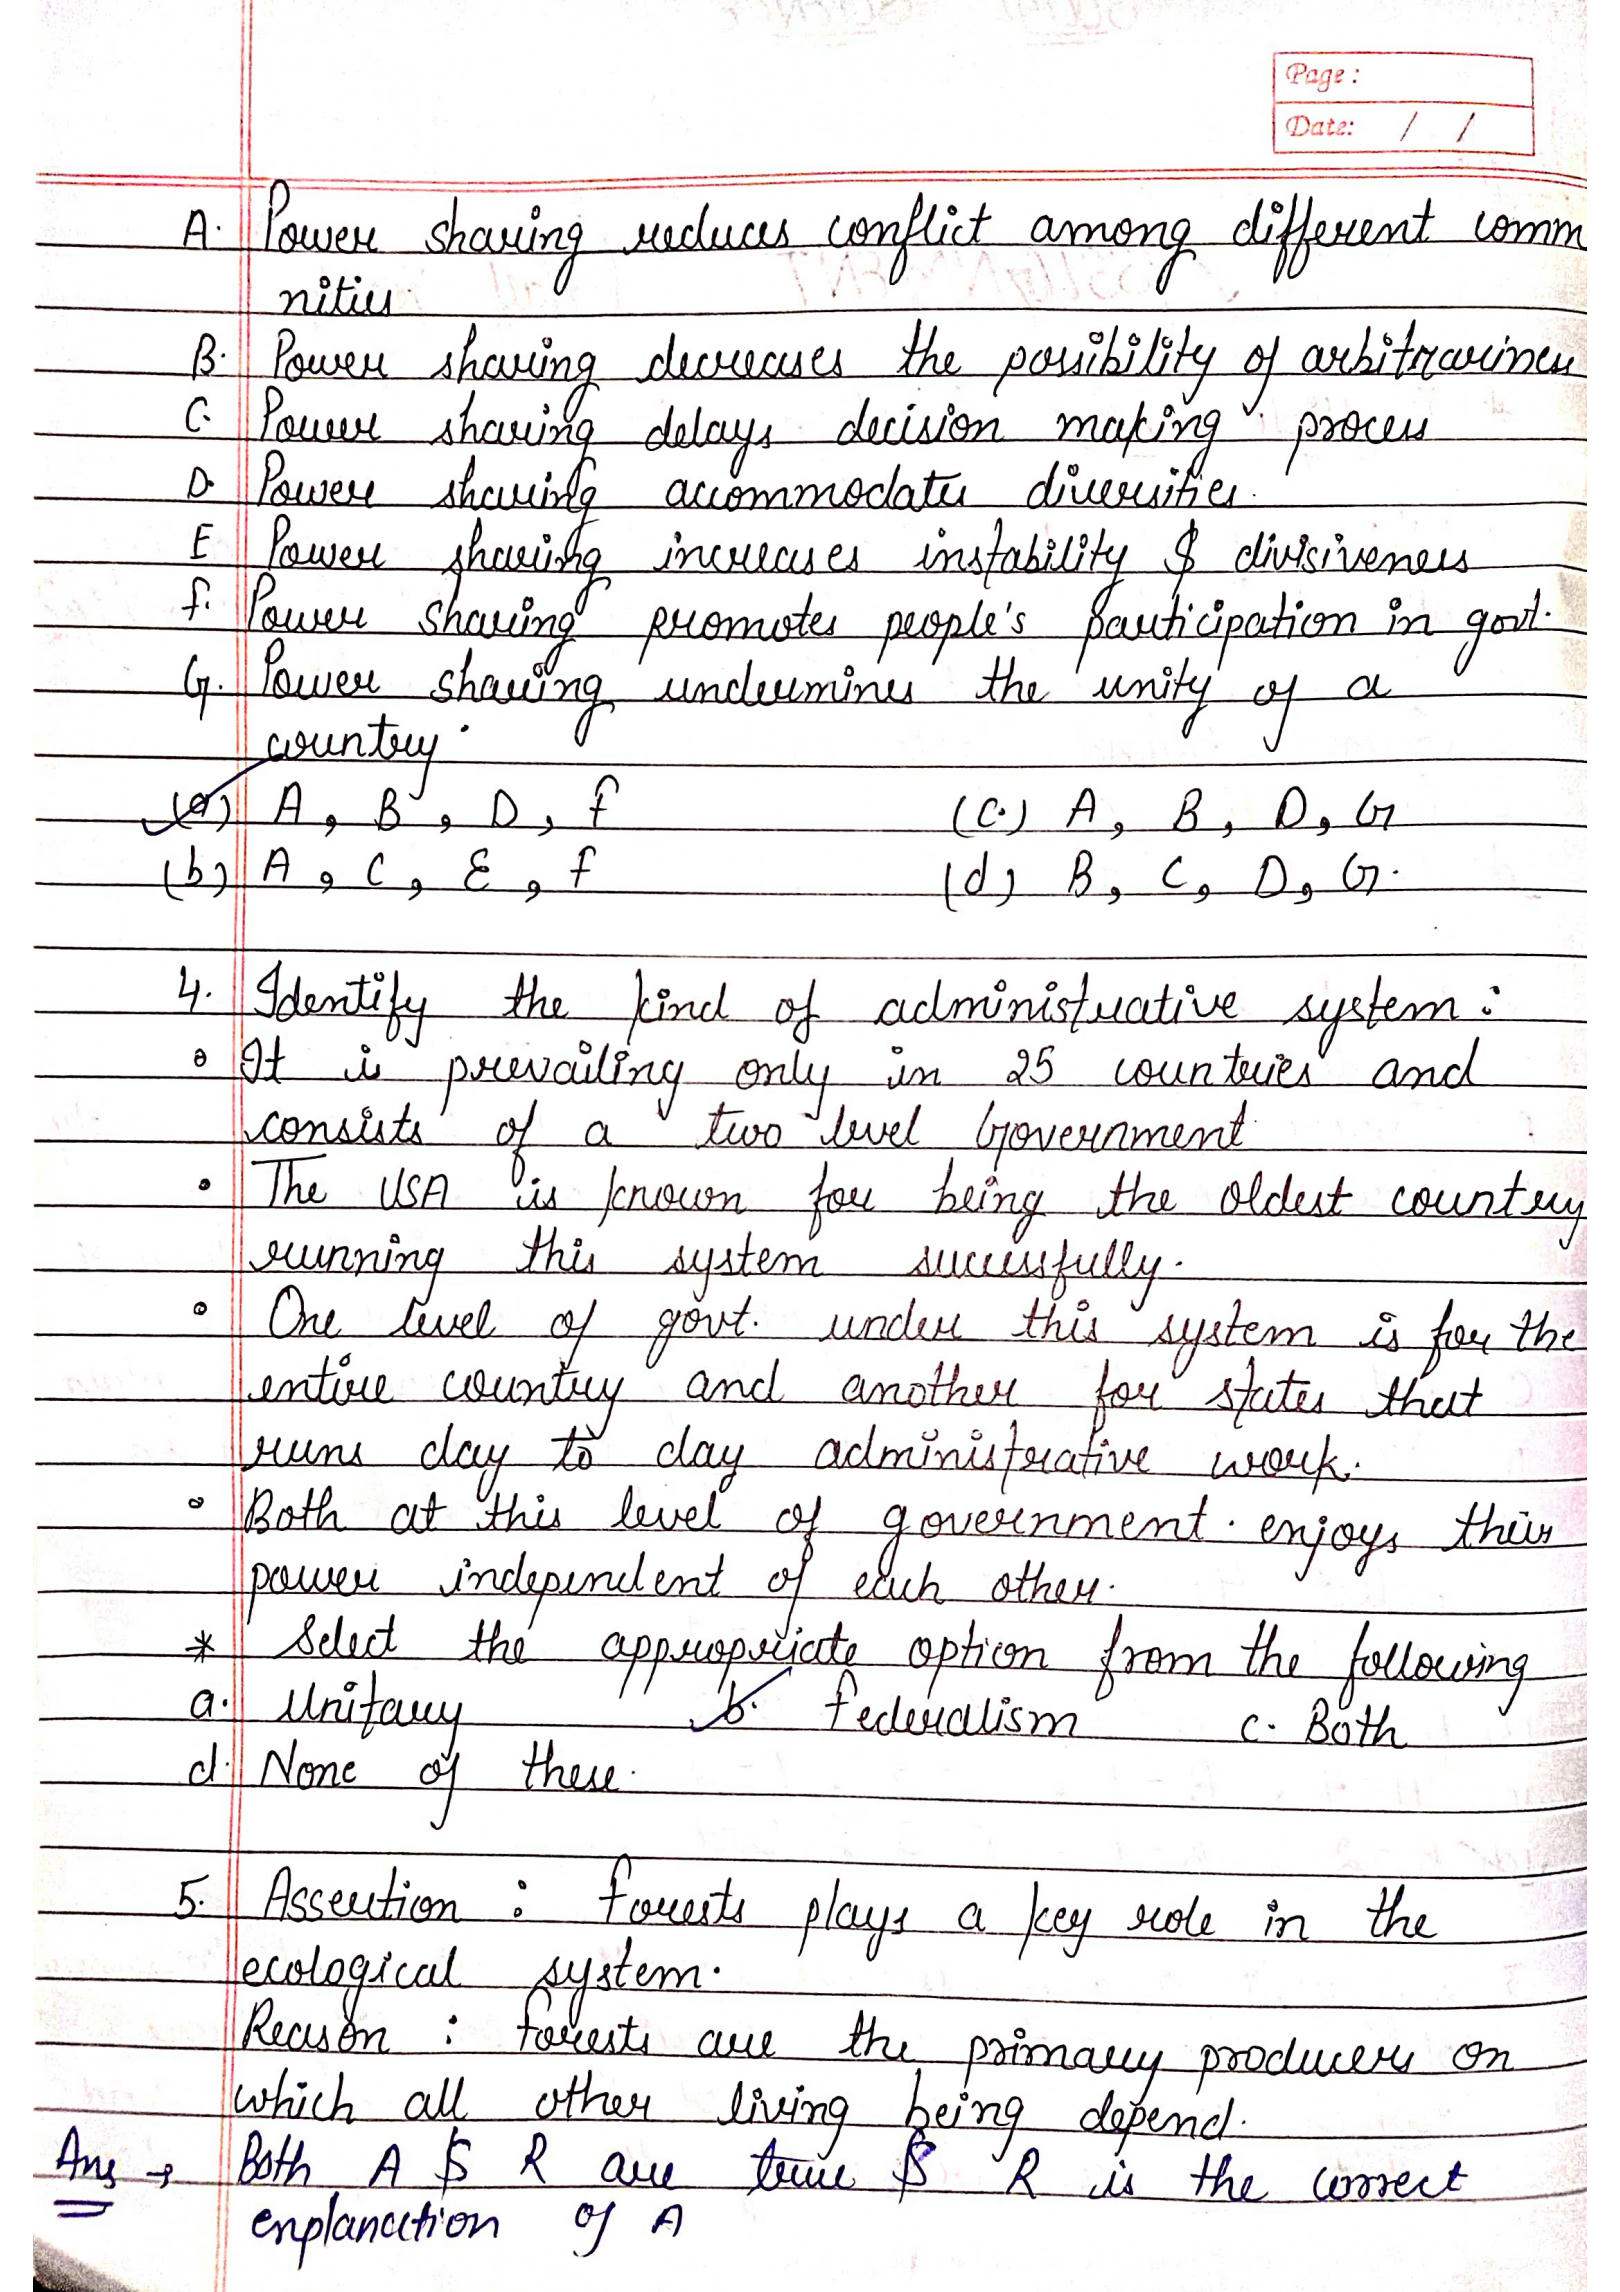 Page :
Date: / /
A. Power sharing reduces conflict among different comm
nities
B. Power sharing decreases the possibility of arbitrariness
C. Power sharing delays decision making process
D. Power sharing accommodates diversities.
E Power sharing increases instability & divisiveness
f. Power sharing promotes people's participation in govt.
G. Power sharing undermines the unity of a
country.
(a) A, B, D, f (c.) A, B, D, G
(b) A, C, E, f (d) B, C, D, G.
4. Identify the kind of administrative system :
• It is prevailing only in 25 countries and
consists of a two level Government
• The USA is known for being the oldest country
running this system successfully.
• One level of govt. under this system is for the
entire country and another for states that
runs day to day administrative work.
• Both at this level of government. enjoys their
power independent of each other.
* Select the appropriate option from the following
a. Unitary b. federalism c. Both
d. None of these.
5. Assertion : forests plays a key role in the
ecological system.
Reason : forests are the primary producers on
which all other living being depend.
Ans → Both A & R are true & R is the correct
enplanation of A